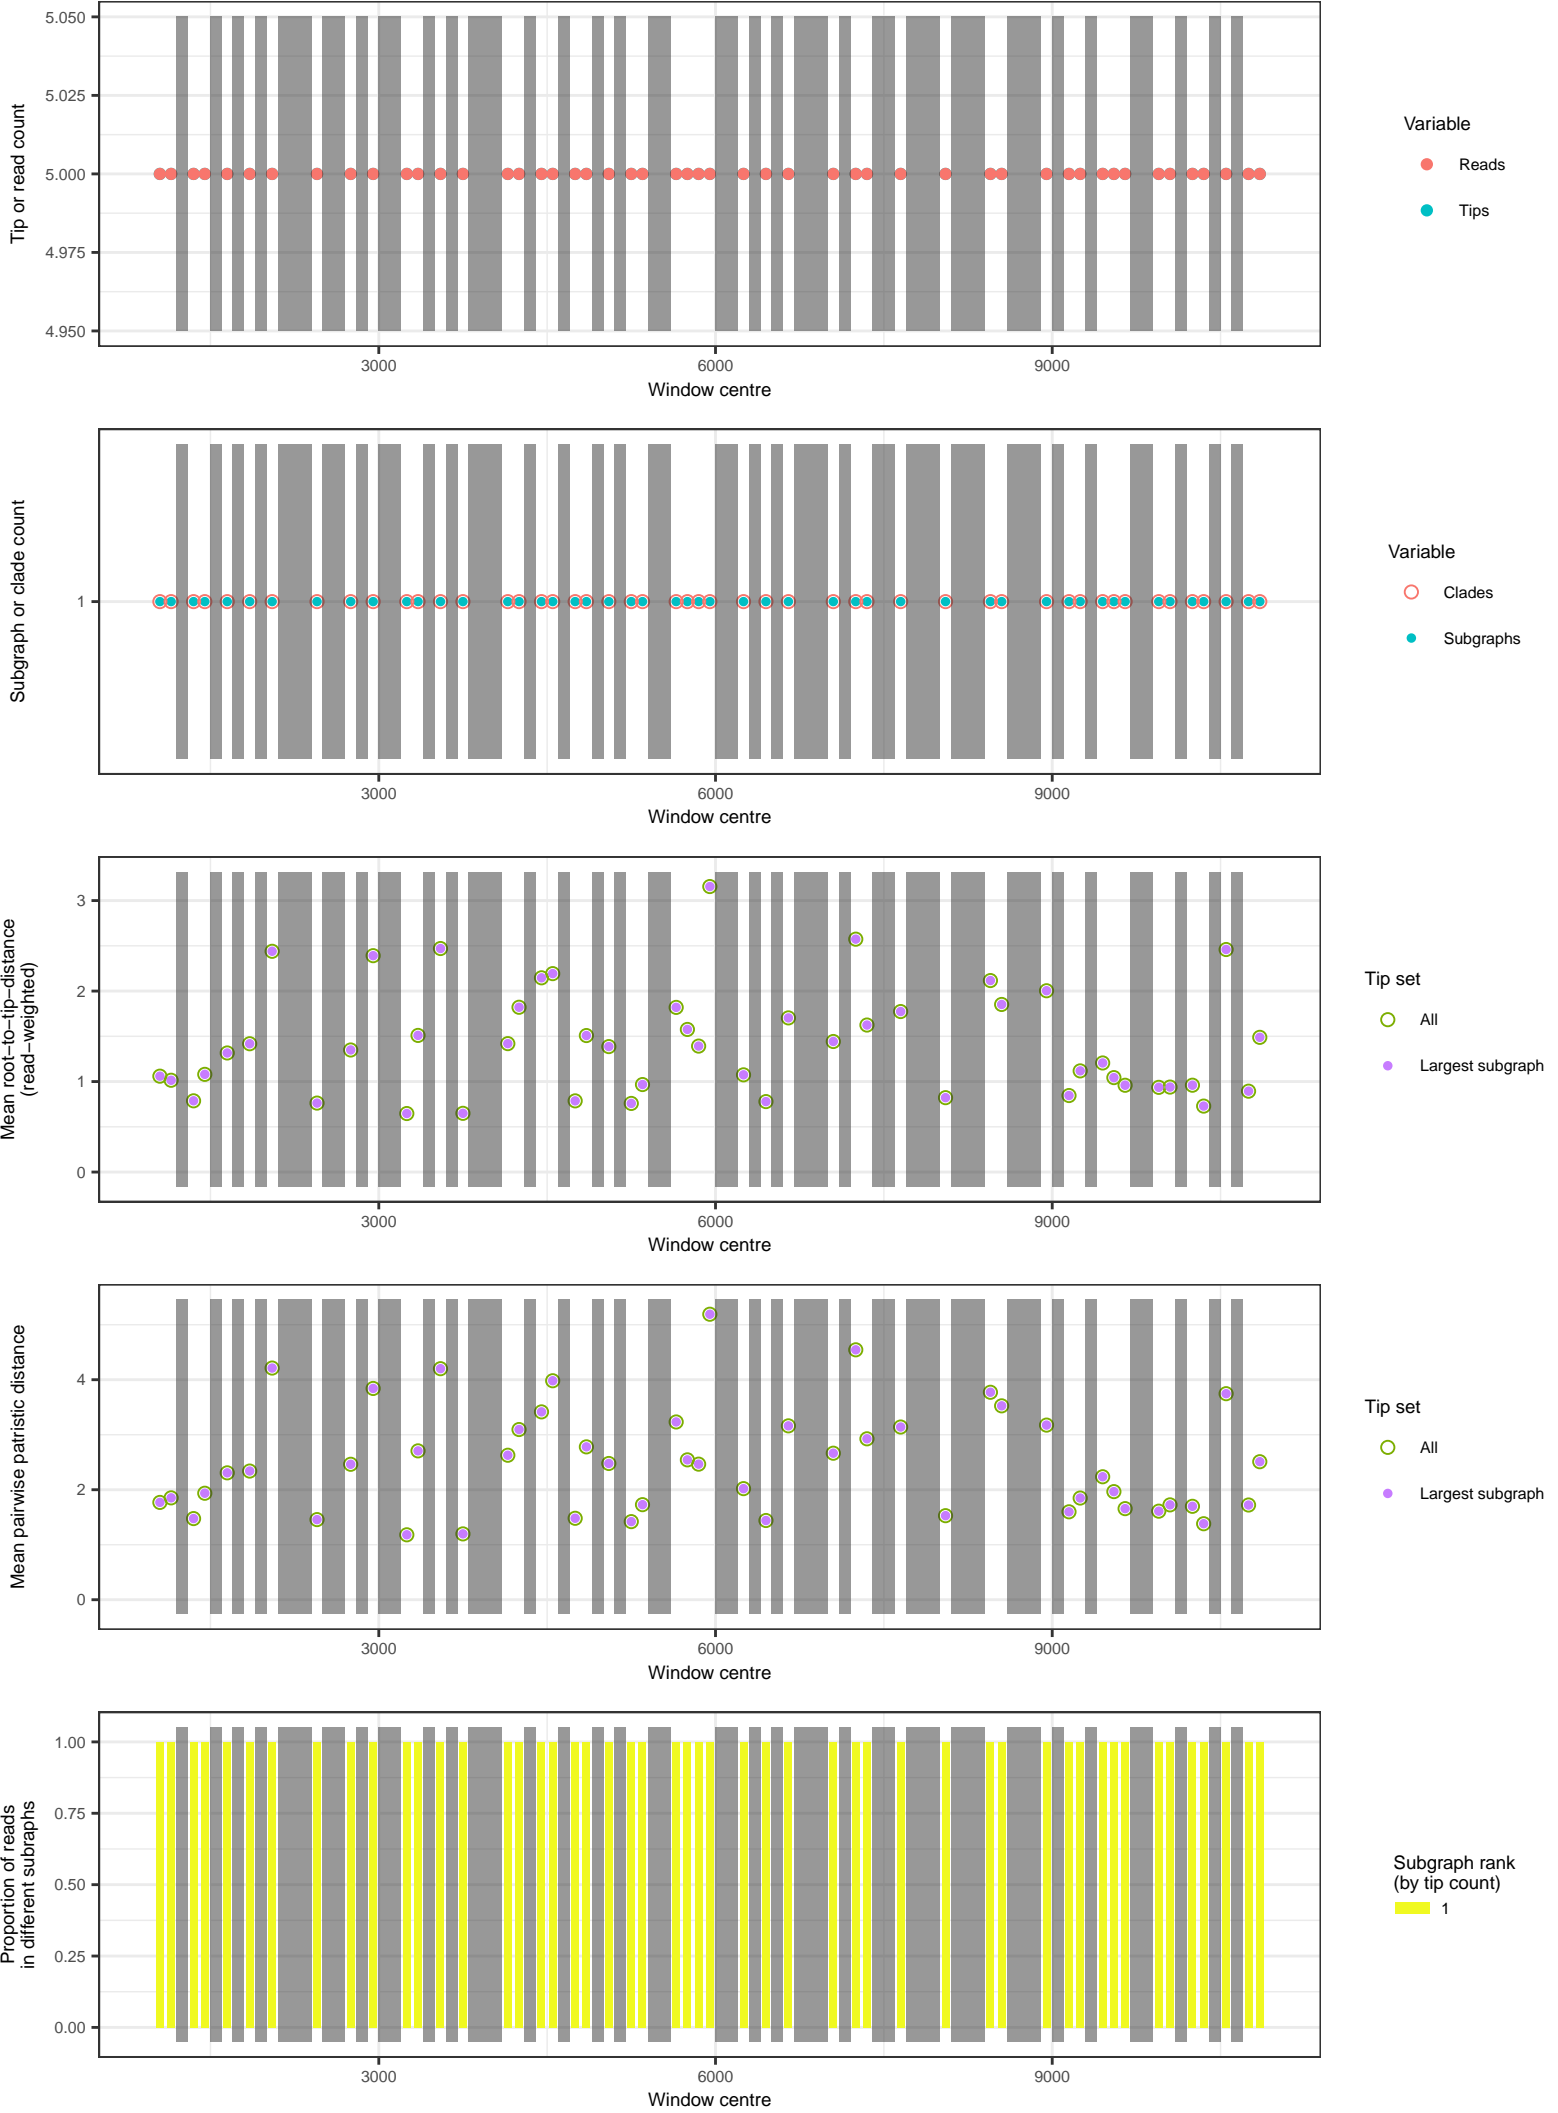 5.050
5.025
5.000
4.975
4.950
Tip or read count
3000
6000
9000
Window centre
Variable
Reads
Tips
1
Subgraph or clade count
3000
6000
9000
Window centre
Variable
Clades
Subgraphs
3
2
1
0
Mean root−to−tip−distance
(read−weighted)
3000
6000
9000
Window centre
Tip set
All
Largest subgraph
4
2
0
Mean pairwise patristic distance
3000
6000
9000
Window centre
Tip set
All
Largest subgraph
1.00
0.75
0.50
0.25
0.00
Proportion of reads
in different subraphs
3000
6000
9000
Window centre
Subgraph rank
(by tip count)
1